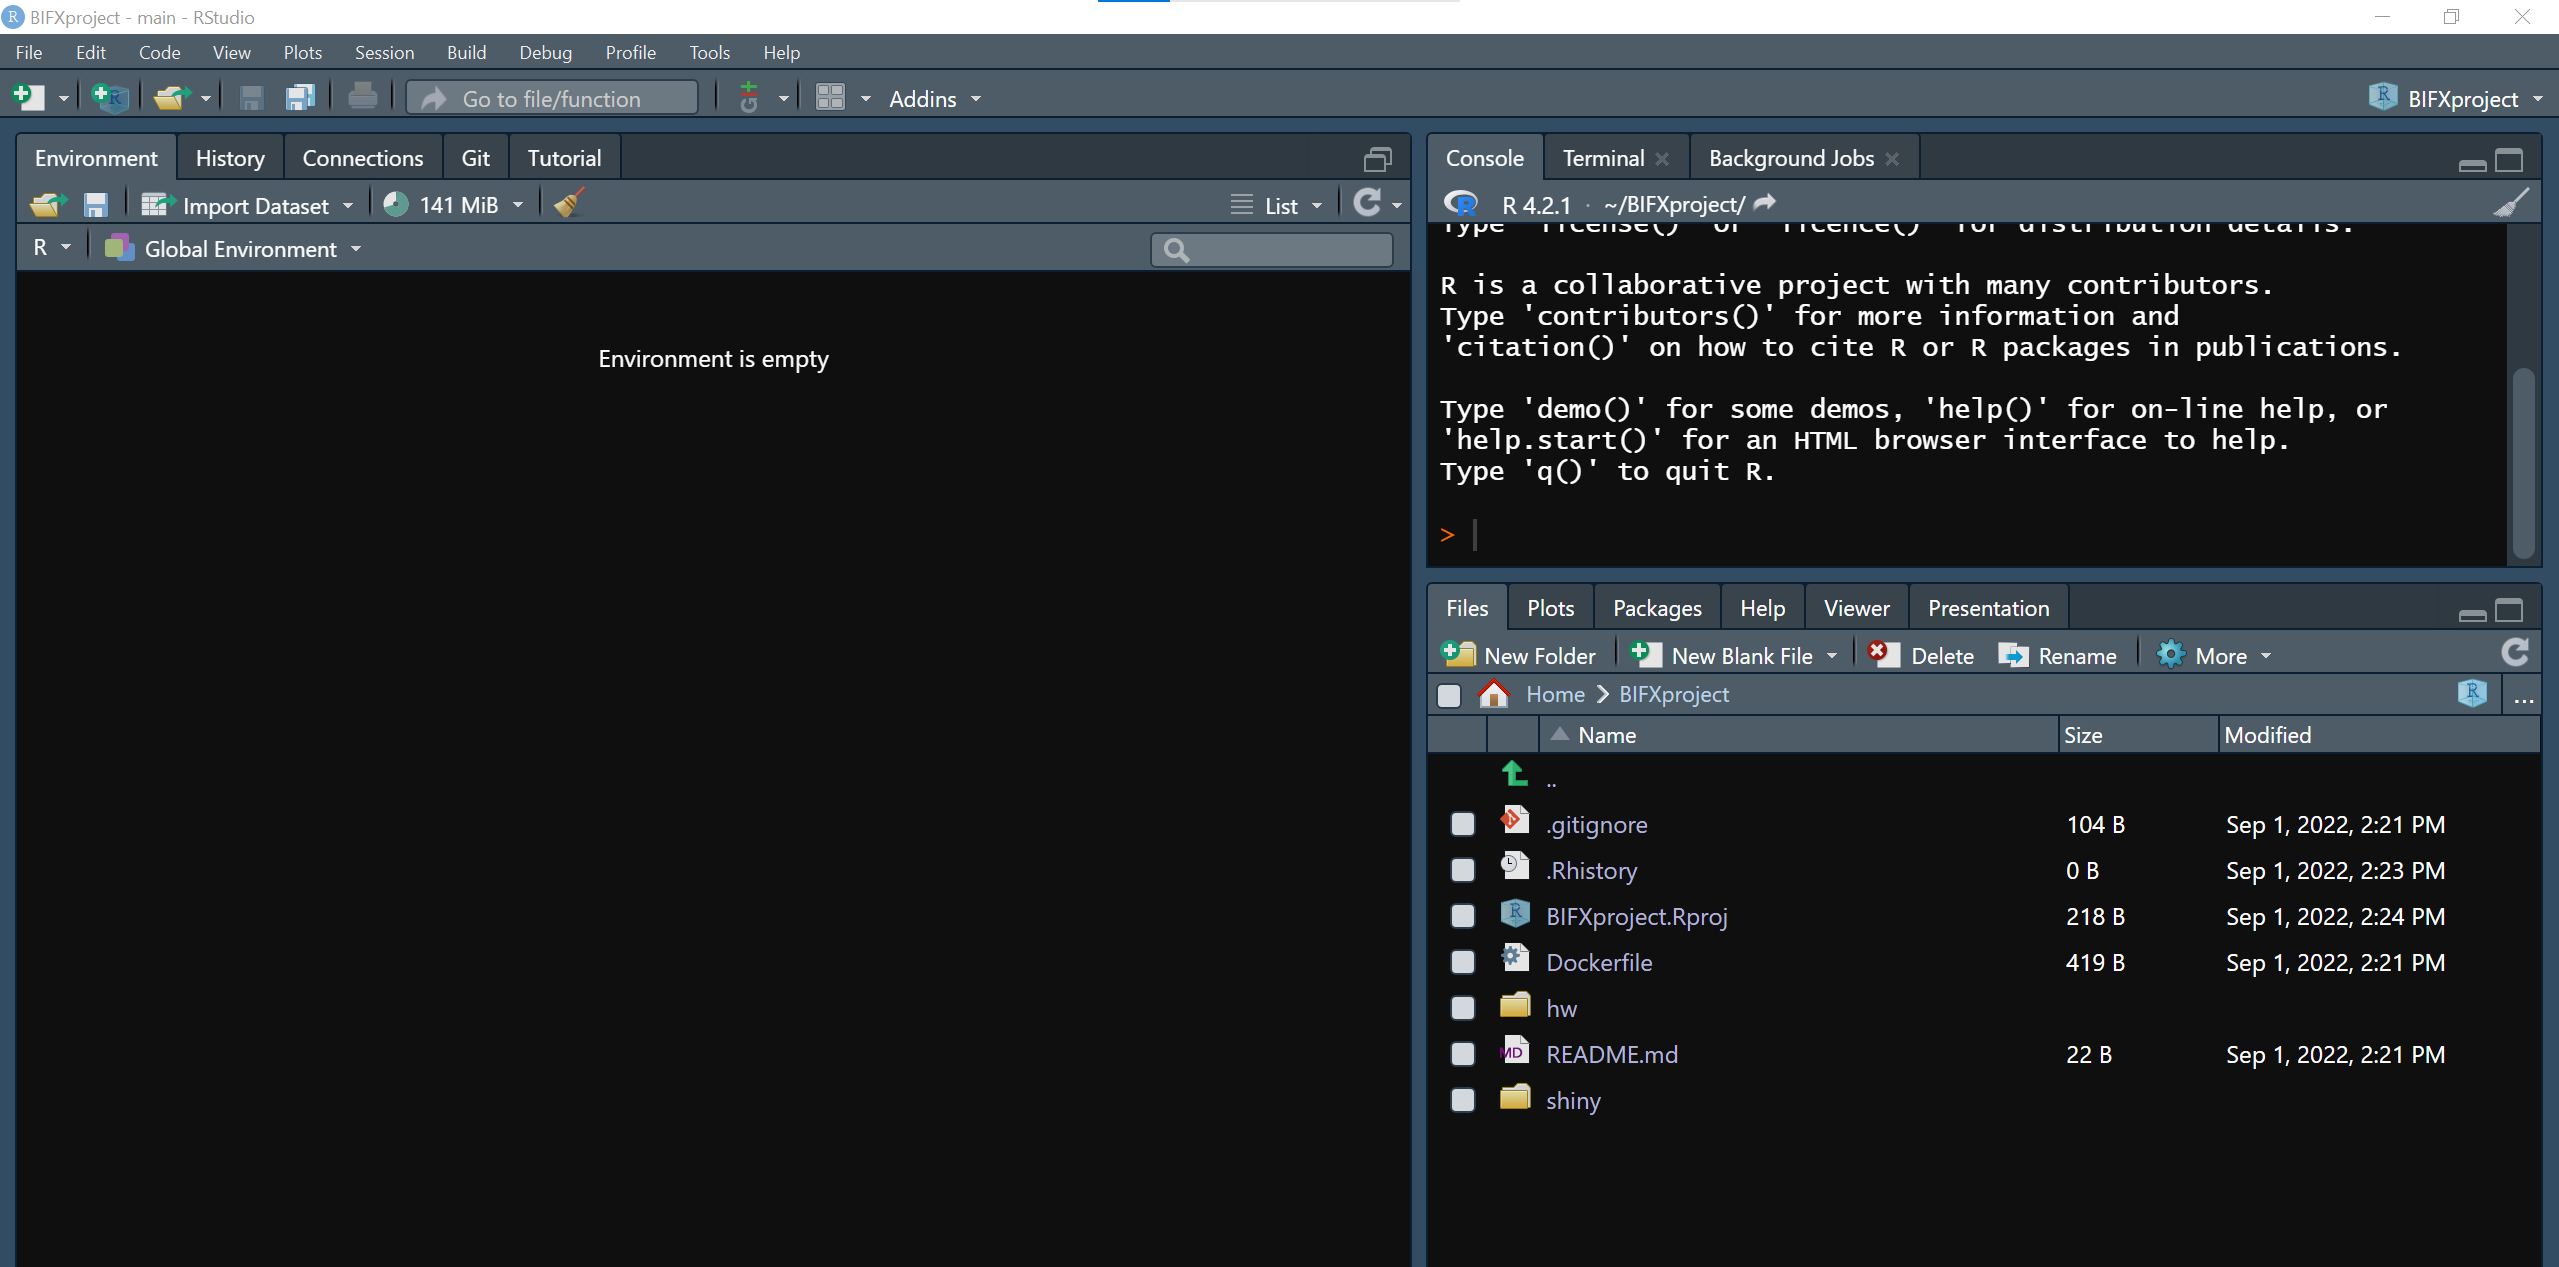 BIFXproject - main - RStudio
File Edit Code View Plots Session Build Debug Profile Tools Help
Go to file/function Addins BIFXproject
Environment History Connections Git Tutorial
Import Dataset 141 MiB List
R Global Environment
Environment is empty
Console Terminal Background Jobs
R 4.2.1 · ~/BIFXproject/
Type 'license()' or 'licence()' for distribution details.
R is a collaborative project with many contributors.
Type 'contributors()' for more information and
'citation()' on how to cite R or R packages in publications.
Type 'demo()' for some demos, 'help()' for on-line help, or
'help.start()' for an HTML browser interface to help.
Type 'q()' to quit R.
>
Files Plots Packages Help Viewer Presentation
New Folder New Blank File Delete Rename More
Home BIFXproject ...
Name Size Modified
..
.gitignore 104 B Sep 1, 2022, 2:21 PM
.Rhistory 0 B Sep 1, 2022, 2:23 PM
BIFXproject.Rproj 218 B Sep 1, 2022, 2:24 PM
Dockerfile 419 B Sep 1, 2022, 2:21 PM
hw
README.md 22 B Sep 1, 2022, 2:21 PM
shiny